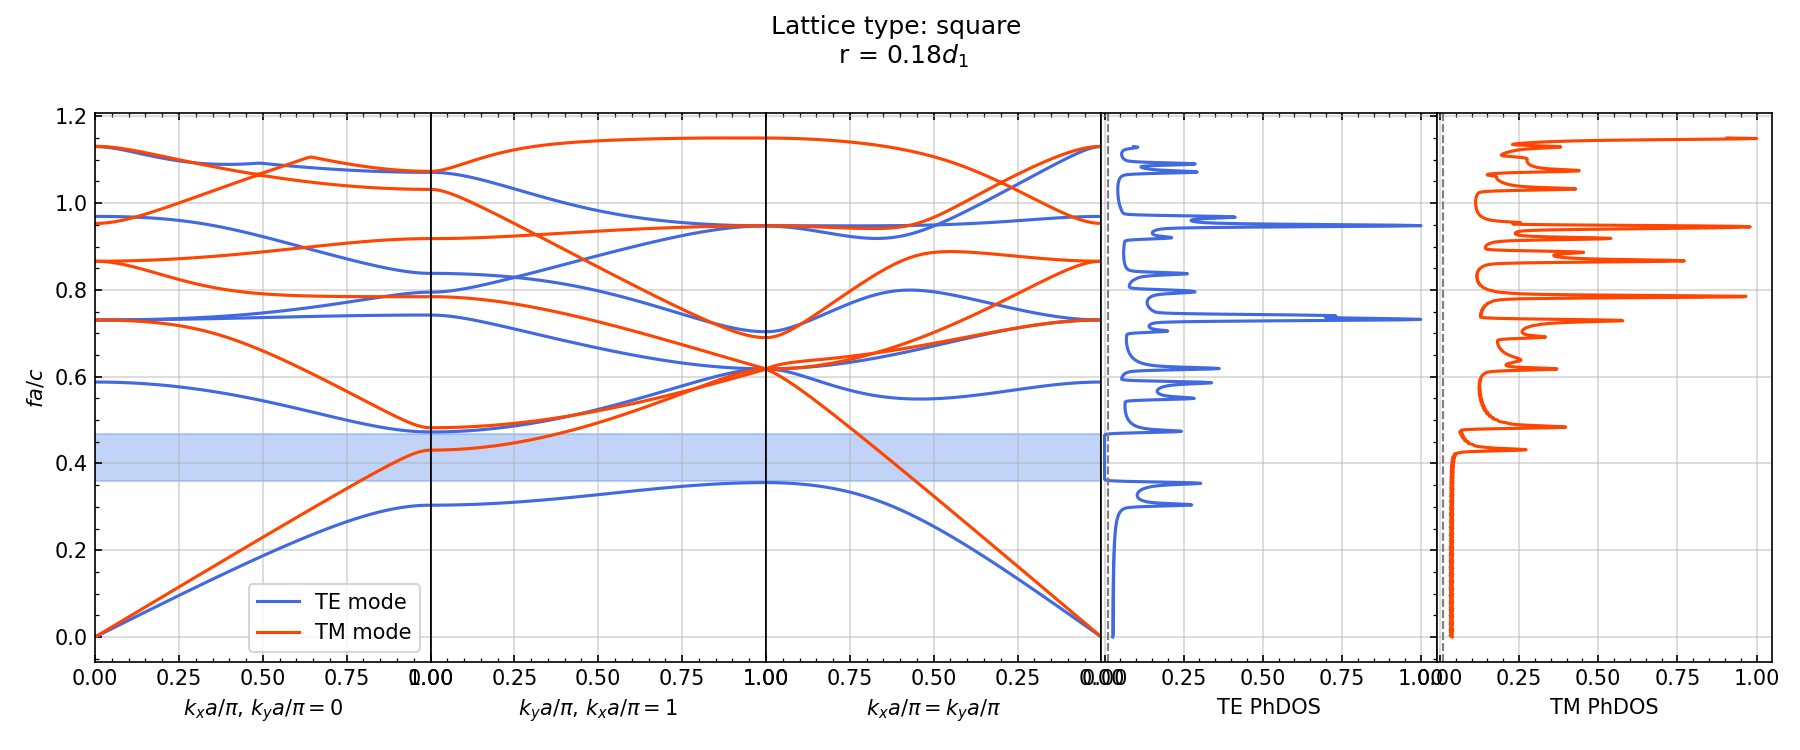 Lattice type: square
r = 0.18d₁
fa/c
1.2
1.0
0.8
0.6
0.4
0.2
0.0
TE mode
TM mode
0.00 0.25 0.50 0.75 1.00 0.25 0.50 0.75 1.00 0.75 0.50 0.25 0.00 0.25 0.50 0.75 1.00 0.00 0.25 0.50 0.75 1.00
kₓa/π, kᵧa/π = 0
kᵧa/π, kₓa/π = 1
kₓa/π = kᵧa/π
TE PhDOS
TM PhDOS